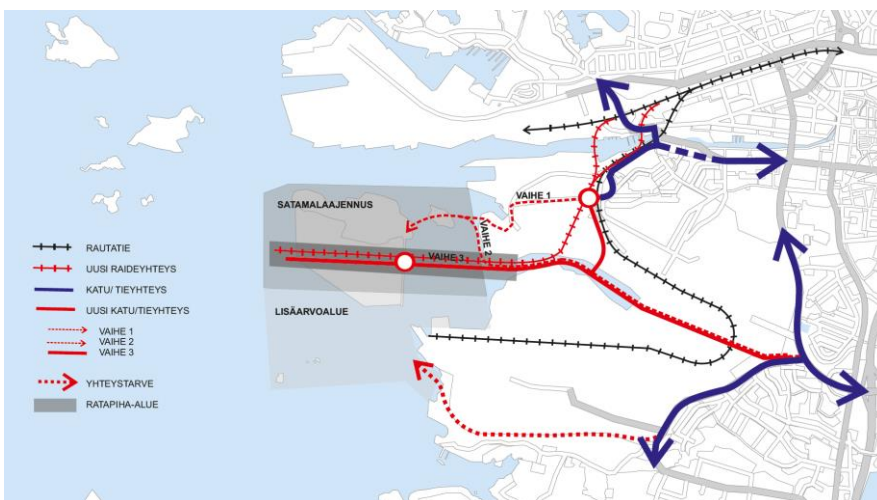 SATAMALAAJENNUS
VAIHE 1
VAIHE 2
VAIHE 3
LISÄARVOALUE
RAUTATIE
UUSI RAIDEYHTEYS
KATU/ TIEYHTEYS
UUSI KATU/TIEYHTEYS
VAIHE 1
VAIHE 2
VAIHE 3
YHTEYSTARVE
RATAPIHA-ALUE